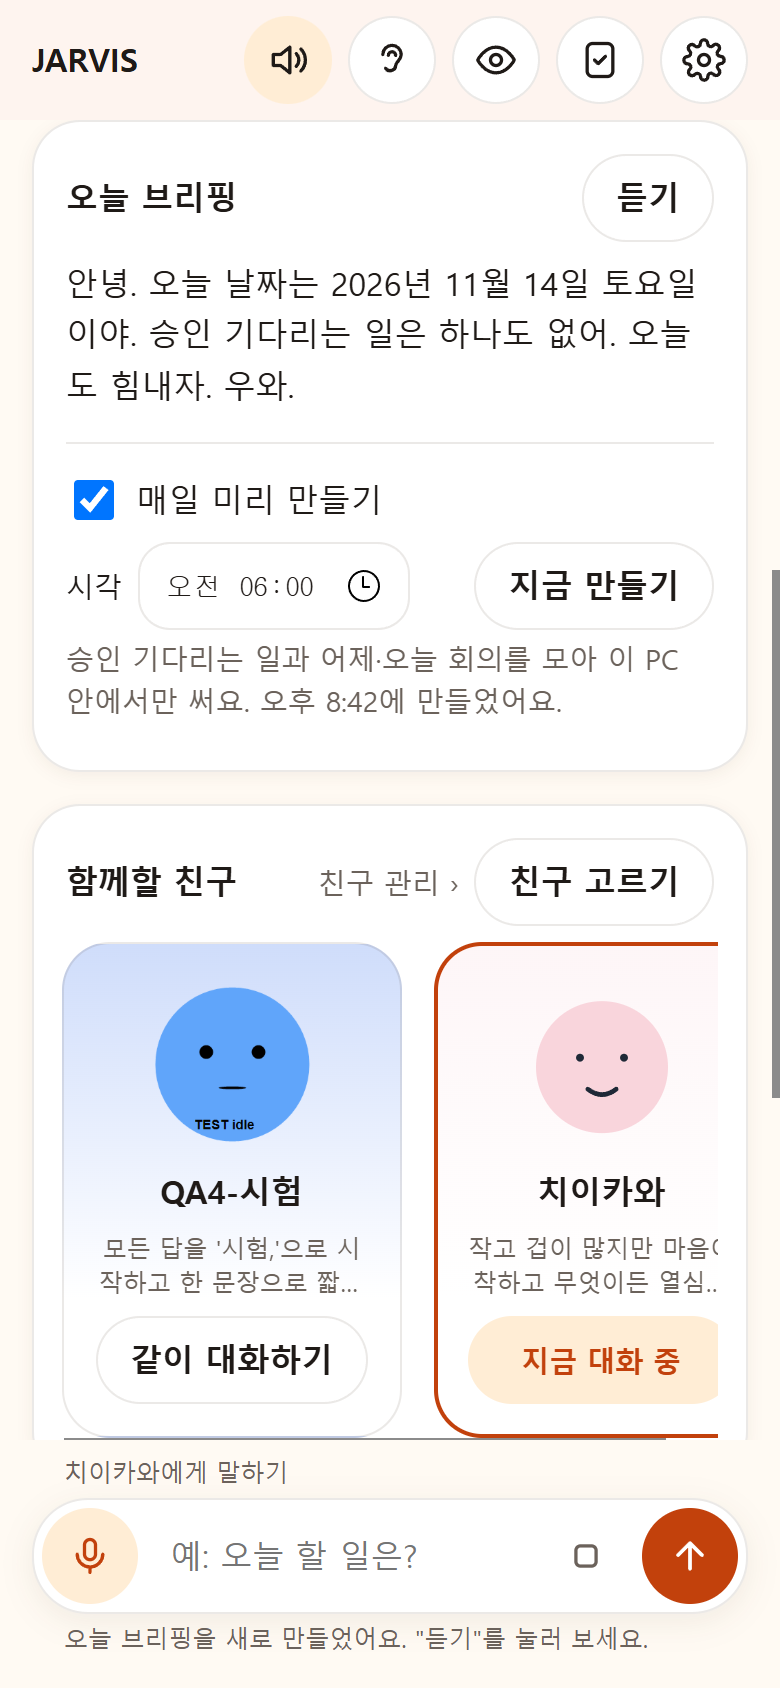 JARVIS
오늘 브리핑
듣기
안녕. 오늘 날짜는 2026년 11월 14일 토요일
이야. 승인 기다리는 일은 하나도 없어. 오늘
도 힘내자. 우와.
매일 미리 만들기
시각
오전 06:00
지금 만들기
승인 기다리는 일과 어제·오늘 회의를 모아 이 PC
안에서만 써요. 오후 8:42에 만들었어요.
함께할 친구
친구 관리 ›
친구 고르기
TEST idle
QA4-시험
모든 답을 '시험,'으로 시
작하고 한 문장으로 짧...
같이 대화하기
치이카와
작고 겁이 많지만 마음
착하고 무엇이든 열심...
지금 대화 중
치이카와에게 말하기
예: 오늘 할 일은?
오늘 브리핑을 새로 만들었어요. "듣기"를 눌러 보세요.